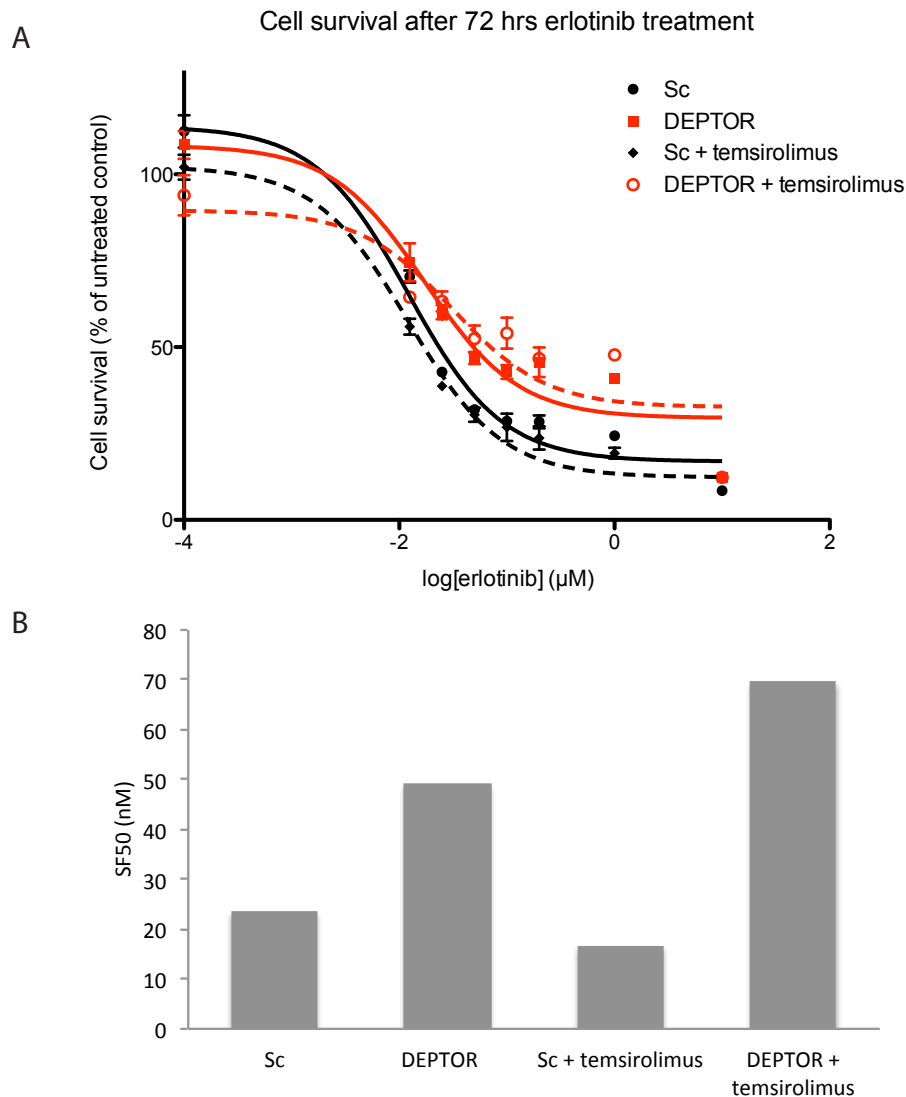 A
Cell survival after 72 hrs erlotinib treatment
Sc
DEPTOR
Sc + temsirolimus
DEPTOR + temsirolimus
Cell survival (% of untreated control)
100
50
0
-4
-2
0
2
log[erlotinib] (µM)
B
SF50 (nM)
80
70
60
50
40
30
20
10
0
Sc
DEPTOR
Sc + temsirolimus
DEPTOR +
temsirolimus